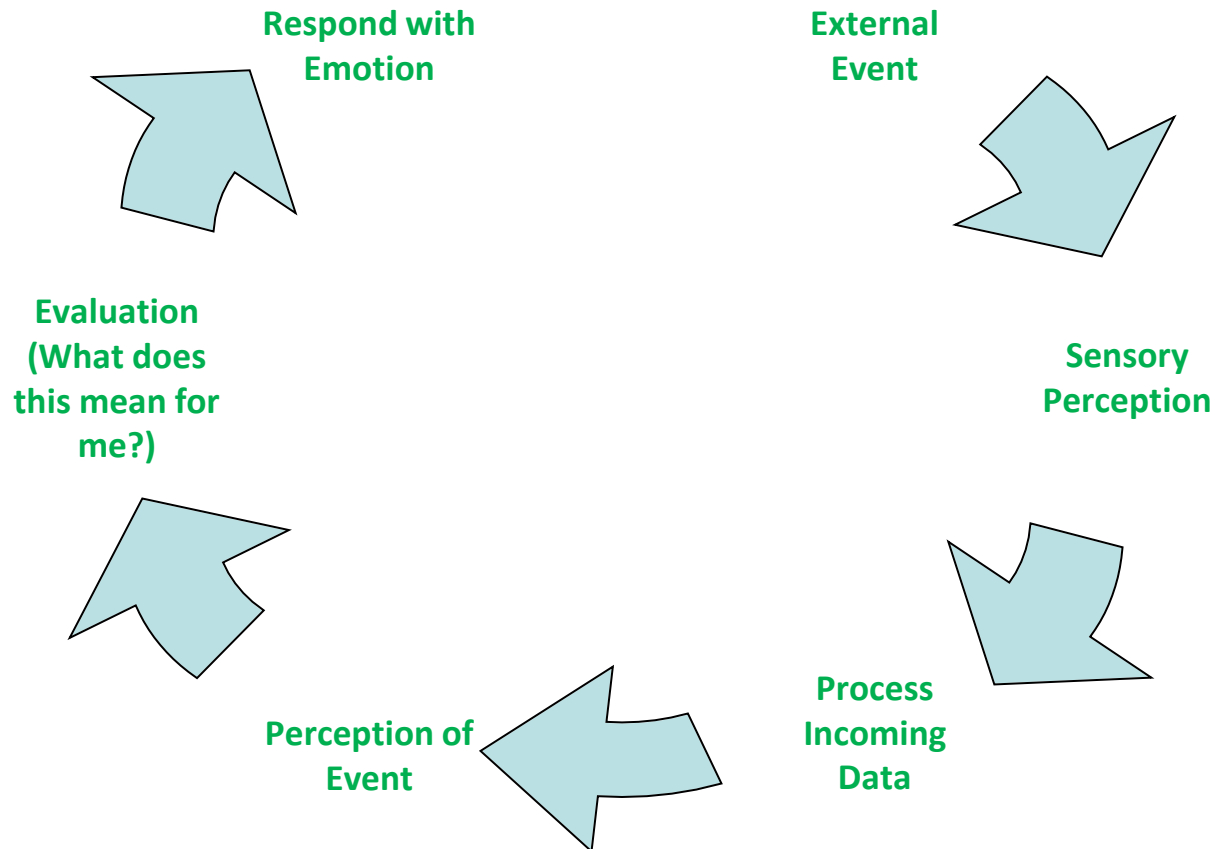 Respond with
Emotion
External
Event
Sensory
Perception
Process
Incoming
Data
Perception of
Event
Evaluation
(What does
this mean for
me?)